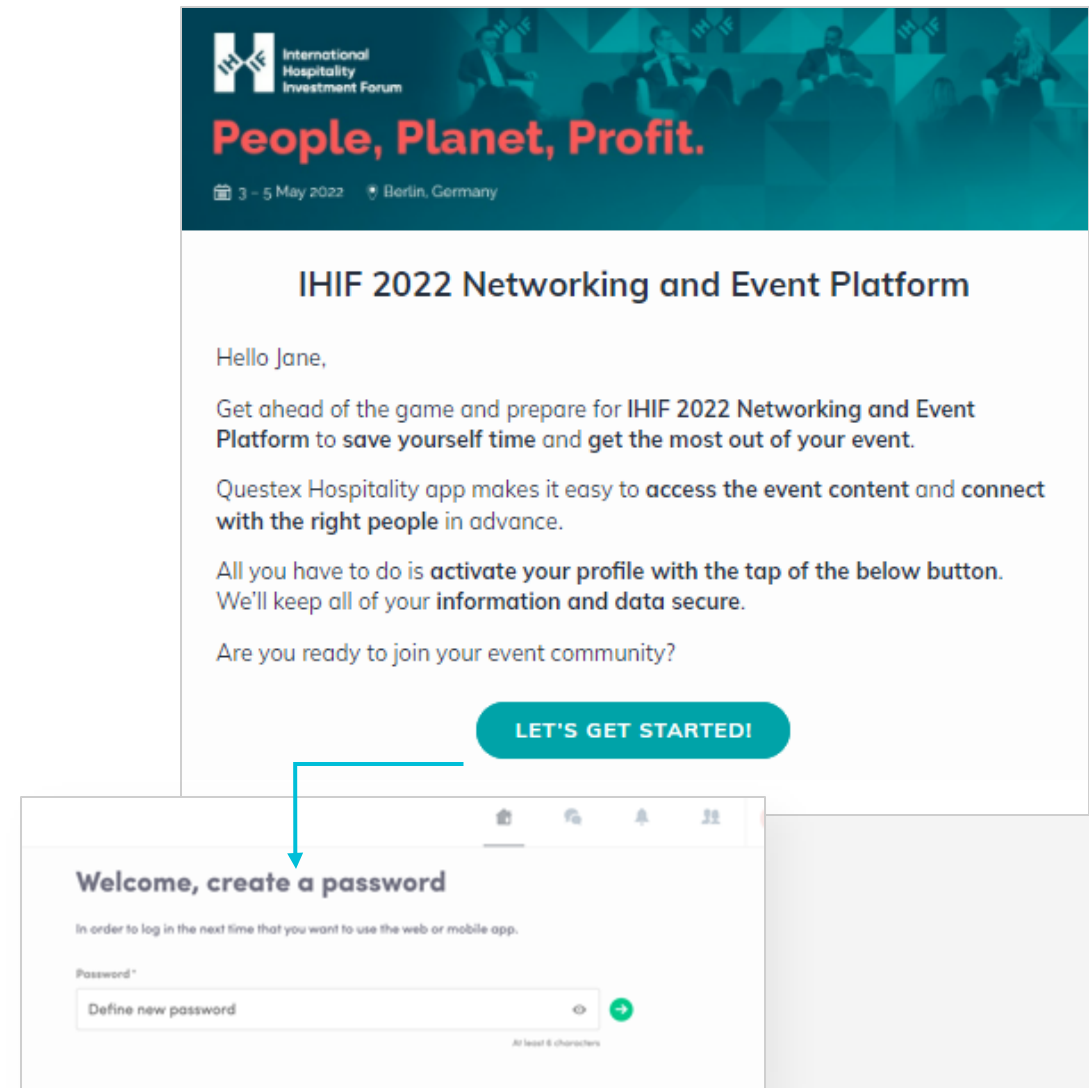 IH IF
International
Hospitality
Investment Forum
People, Planet, Profit.
3 - 5 May 2022 Berlin, Germany
IHIF 2022 Networking and Event Platform
Hello Jane,
Get ahead of the game and prepare for IHIF 2022 Networking and Event
Platform to save yourself time and get the most out of your event.
Questex Hospitality app makes it easy to access the event content and connect
with the right people in advance.
All you have to do is activate your profile with the tap of the below button.
We'll keep all of your information and data secure.
Are you ready to join your event community?
LET'S GET STARTED!
Welcome, create a password
In order to log in the next time that you want to use the web or mobile app.
Password*
Define new password
At least 6 characters